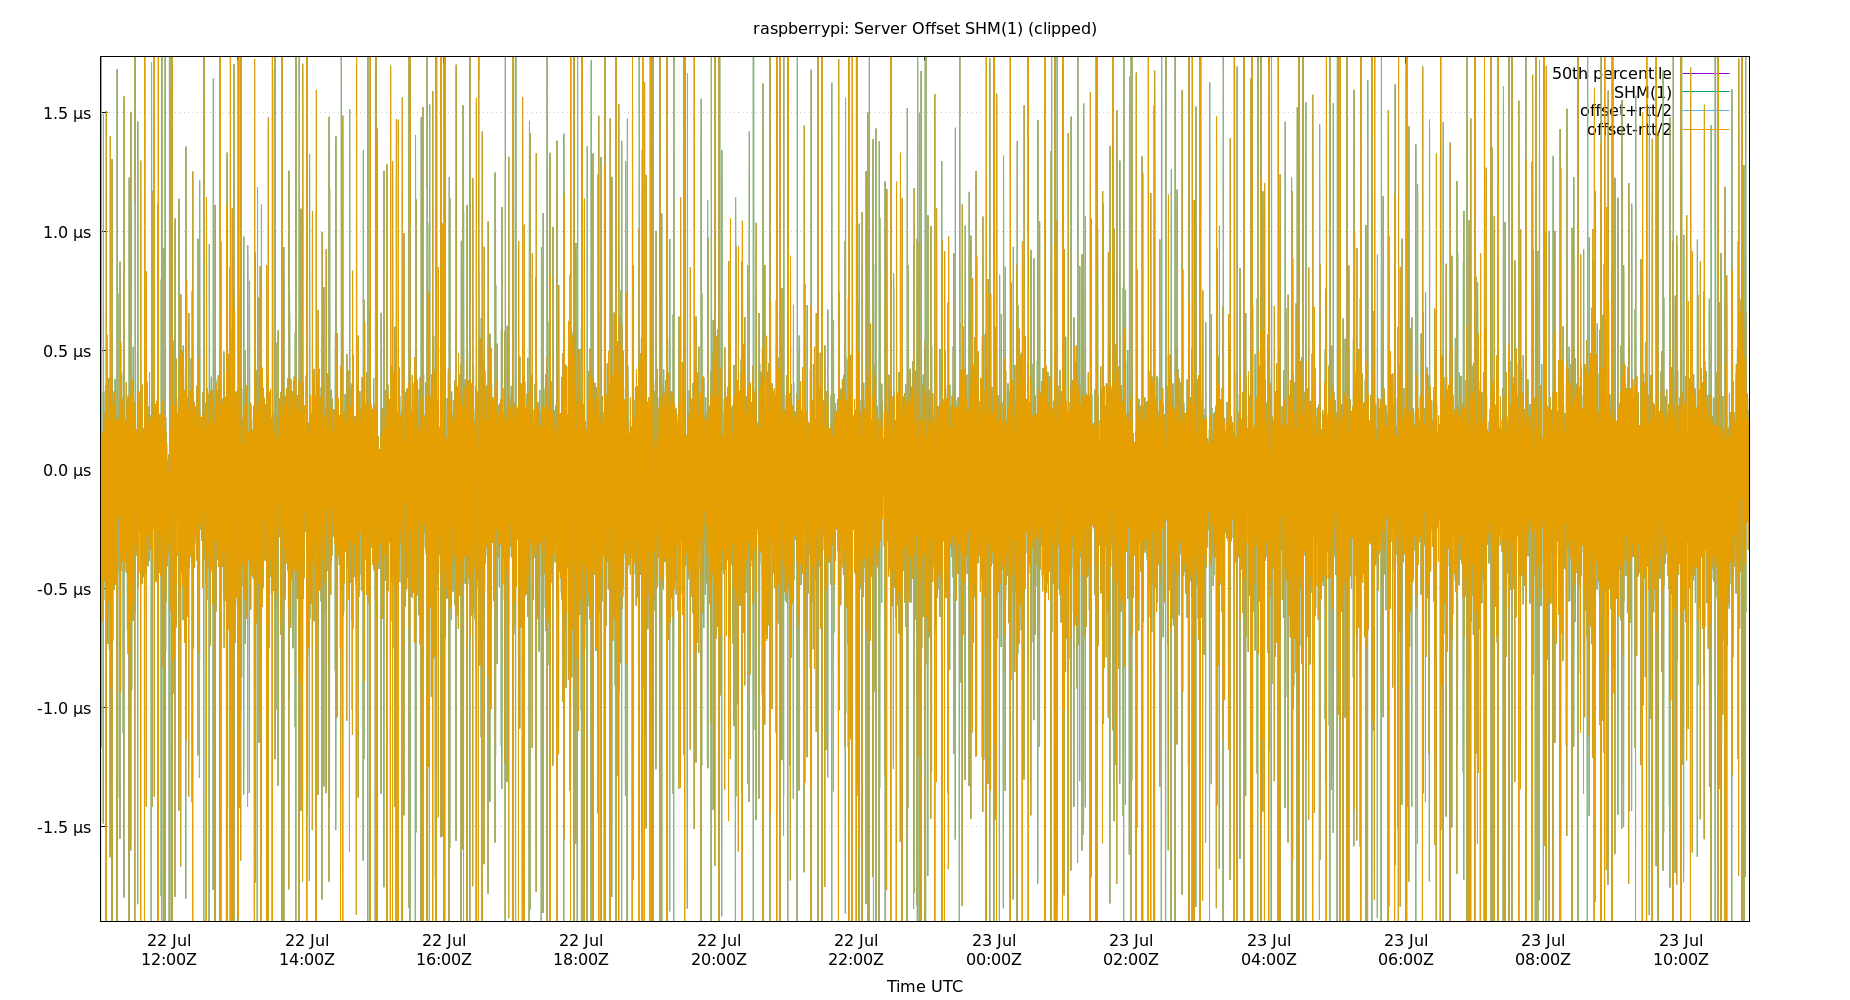 raspberrypi: Server Offset SHM(1) (clipped)
50th percentile
SHM(1)
offset+rtt/2
offset-rtt/2
1.5 µs
1.0 µs
0.5 µs
0.0 µs
-0.5 µs
-1.0 µs
-1.5 µs
22 Jul 22 Jul 22 Jul 22 Jul 22 Jul 22 Jul 23 Jul 23 Jul 23 Jul 23 Jul 23 Jul 23 Jul
12:00Z 14:00Z 16:00Z 18:00Z 20:00Z 22:00Z 00:00Z 02:00Z 04:00Z 06:00Z 08:00Z 10:00Z
Time UTC